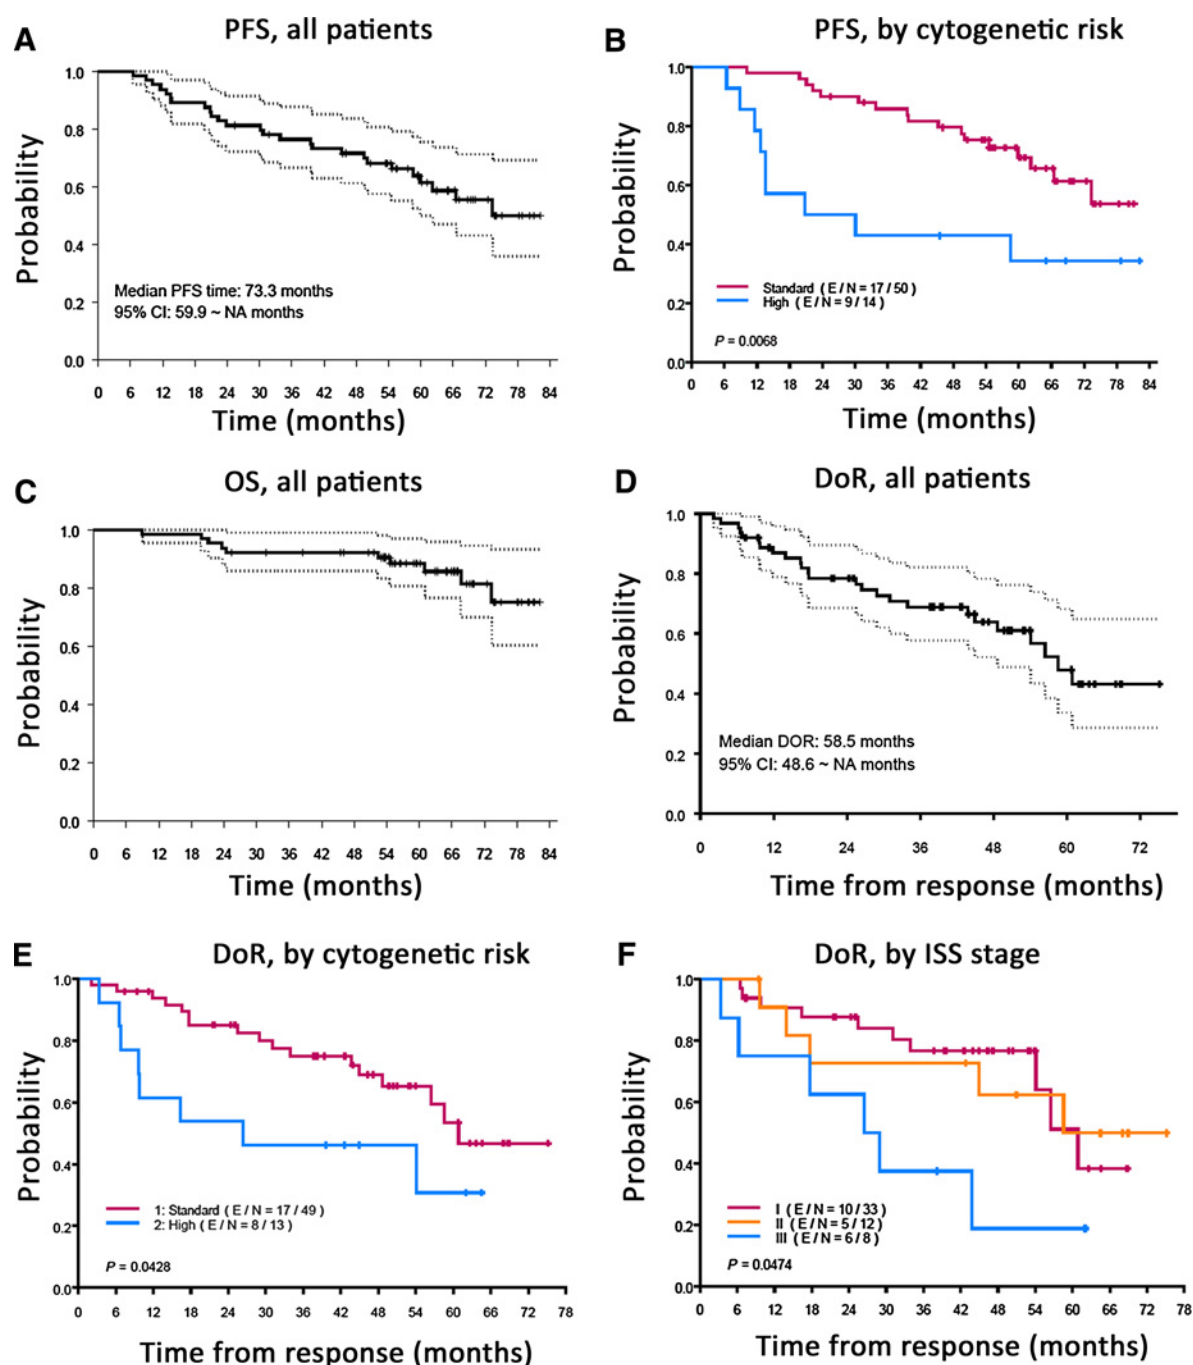 A
PFS, all patients
1.0
0.8
0.6
0.4
0.2
0.0
Probability
Median PFS time: 73.3 months
95% CI: 59.9 ~ NA months
0 6 12 18 24 30 36 42 48 54 60 66 72 78 84
Time (months)
B
PFS, by cytogenetic risk
1.0
0.8
0.6
0.4
0.2
0.0
Probability
Standard ( E / N = 17 / 50 )
High ( E / N = 9 / 14 )
P = 0.0068
0 6 12 18 24 30 36 42 48 54 60 66 72 78 84
Time (months)
C
OS, all patients
1.0
0.8
0.6
0.4
0.2
0.0
Probability
0 6 12 18 24 30 36 42 48 54 60 66 72 78 84
Time (months)
D
DoR, all patients
1.0
0.8
0.6
0.4
0.2
0.0
Probability
Median DOR: 58.5 months
95% CI: 48.6 ~ NA months
0 12 24 36 48 60 72
Time from response (months)
E
DoR, by cytogenetic risk
1.0
0.8
0.6
0.4
0.2
0.0
Probability
1: Standard ( E / N = 17 / 49 )
2: High ( E / N = 8 / 13 )
P = 0.0428
0 6 12 18 24 30 36 42 48 54 60 66 72 78
Time from response (months)
F
DoR, by ISS stage
1.0
0.8
0.6
0.4
0.2
0.0
Probability
I ( E / N = 10 / 33 )
II ( E / N = 5 / 12 )
III ( E / N = 6 / 8 )
P = 0.0474
0 6 12 18 24 30 36 42 48 54 60 66 72 78
Time from response (months)